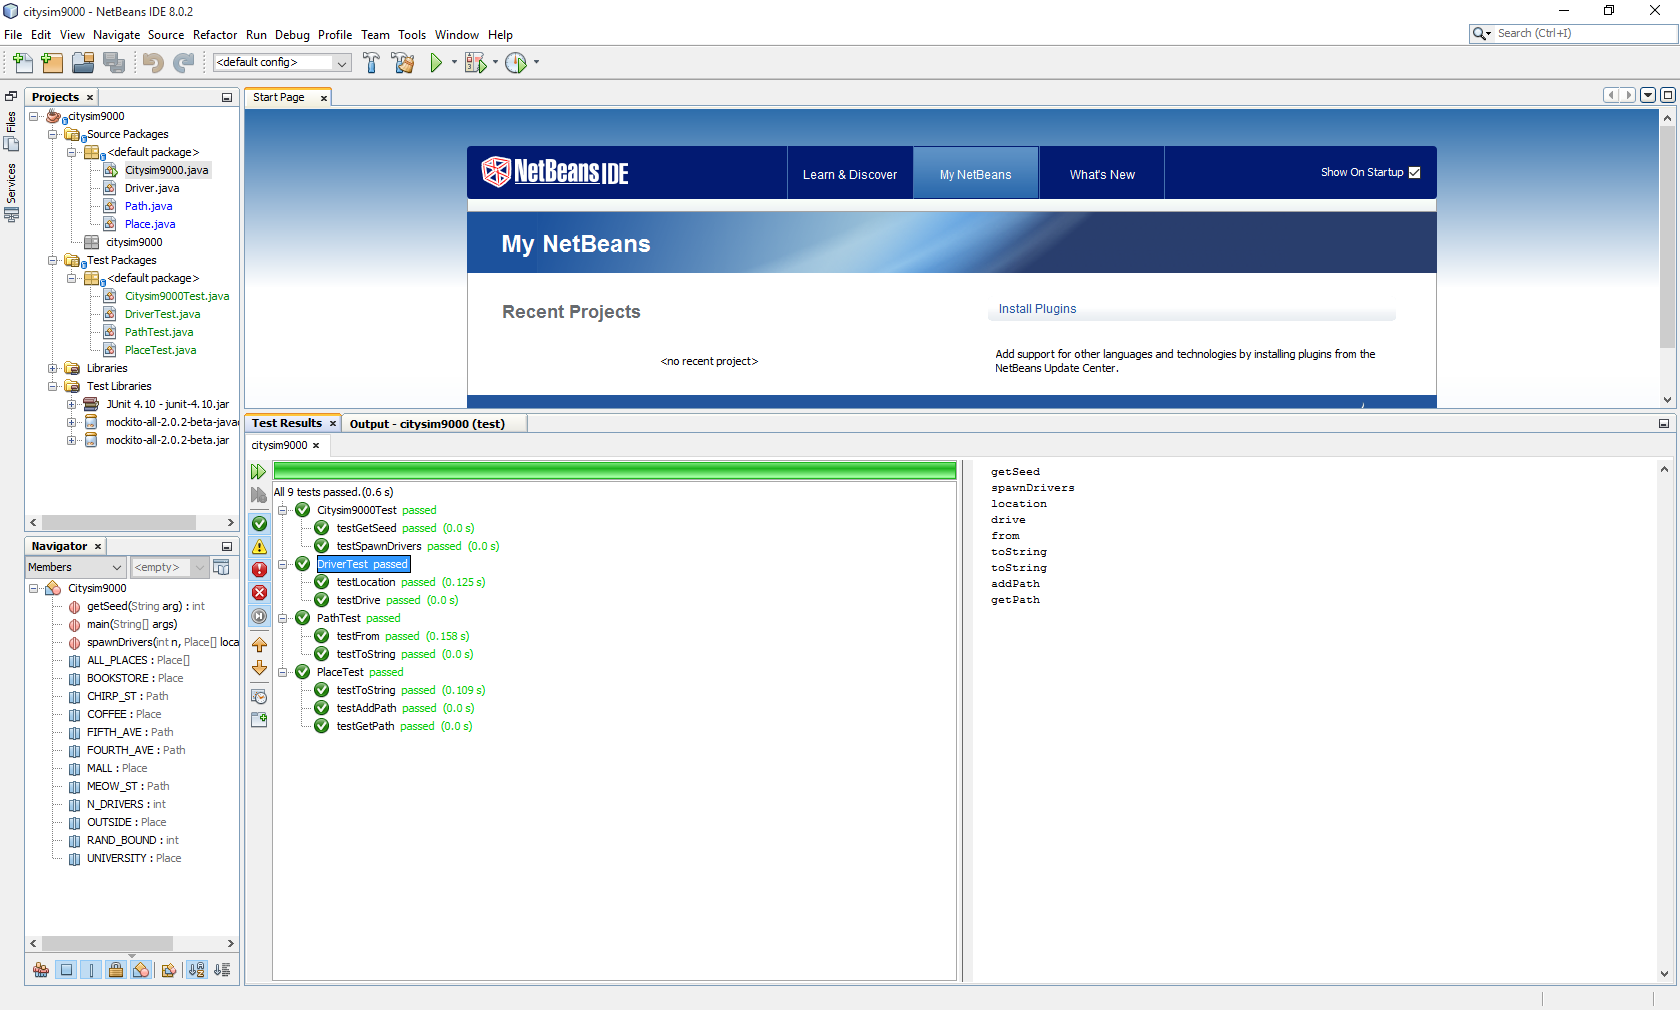 citysim9000 - NetBeans IDE 8.0.2
File Edit View Navigate Source Refactor Run Debug Profile Team Tools Window Help
Search (Ctrl+I)
<default config>
Files
Services
Projects
citysim9000
Source Packages
<default package>
Citysim9000.java
Driver.java
Path.java
Place.java
citysim9000
Test Packages
<default package>
Citysim9000Test.java
DriverTest.java
PathTest.java
PlaceTest.java
Libraries
Test Libraries
JUnit 4.10 - junit-4.10.jar
mockito-all-2.0.2-beta-javac
mockito-all-2.0.2-beta.jar
Navigator
Members
<empty>
Citysim9000
getSeed(String arg) : int
main(String[] args)
spawnDrivers(int n, Place[] loca
ALL_PLACES : Place[]
BOOKSTORE : Place
CHIRP_ST : Path
COFFEE : Place
FIFTH_AVE : Path
FOURTH_AVE : Path
MALL : Place
MEOW_ST : Path
N_DRIVERS : int
OUTSIDE : Place
RAND_BOUND : int
UNIVERSITY : Place
Start Page
NetBeans IDE
Learn & Discover
My NetBeans
What's New
Show On Startup
My NetBeans
Recent Projects
<no recent project>
Install Plugins
Add support for other languages and technologies by installing plugins from the
NetBeans Update Center.
Test Results
Output - citysim9000 (test)
citysim9000
All 9 tests passed.(0.6 s)
Citysim9000Test passed
testGetSeed passed (0.0 s)
testSpawnDrivers passed (0.0 s)
DriverTest passed
testLocation passed (0.125 s)
testDrive passed (0.0 s)
PathTest passed
testFrom passed (0.158 s)
testToString passed (0.0 s)
PlaceTest passed
testToString passed (0.109 s)
testAddPath passed (0.0 s)
testGetPath passed (0.0 s)
getSeed
spawnDrivers
location
drive
from
toString
toString
addPath
getPath